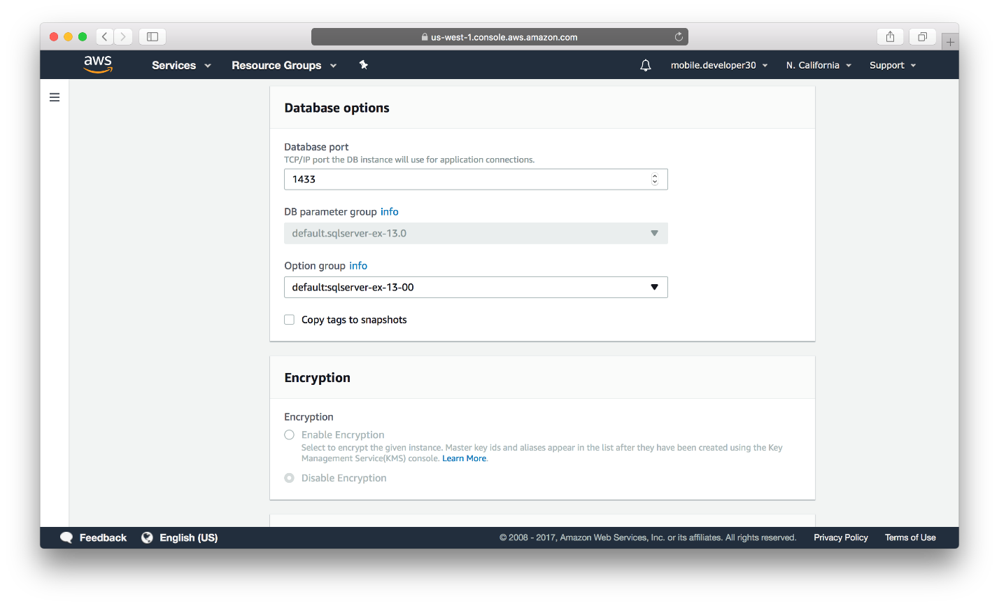 us-west-1.console.aws.amazon.com
aws
Services
Resource Groups
mobile.developer30
N. California
Support
Database options
Database port
TCP/IP port the DB instance will use for application connections.
1433
DB parameter group info
default.sqlserver-ex-13.0
Option group info
default:sqlserver-ex-13-00
Copy tags to snapshots
Encryption
Encryption
Enable Encryption
Select to encrypt the given instance. Master key ids and aliases appear in the list after they have been created using the Key
Management Service(KMS) console. Learn More.
Disable Encryption
Feedback
English (US)
© 2008 - 2017, Amazon Web Services, Inc. or its affiliates. All rights reserved.
Privacy Policy
Terms of Use